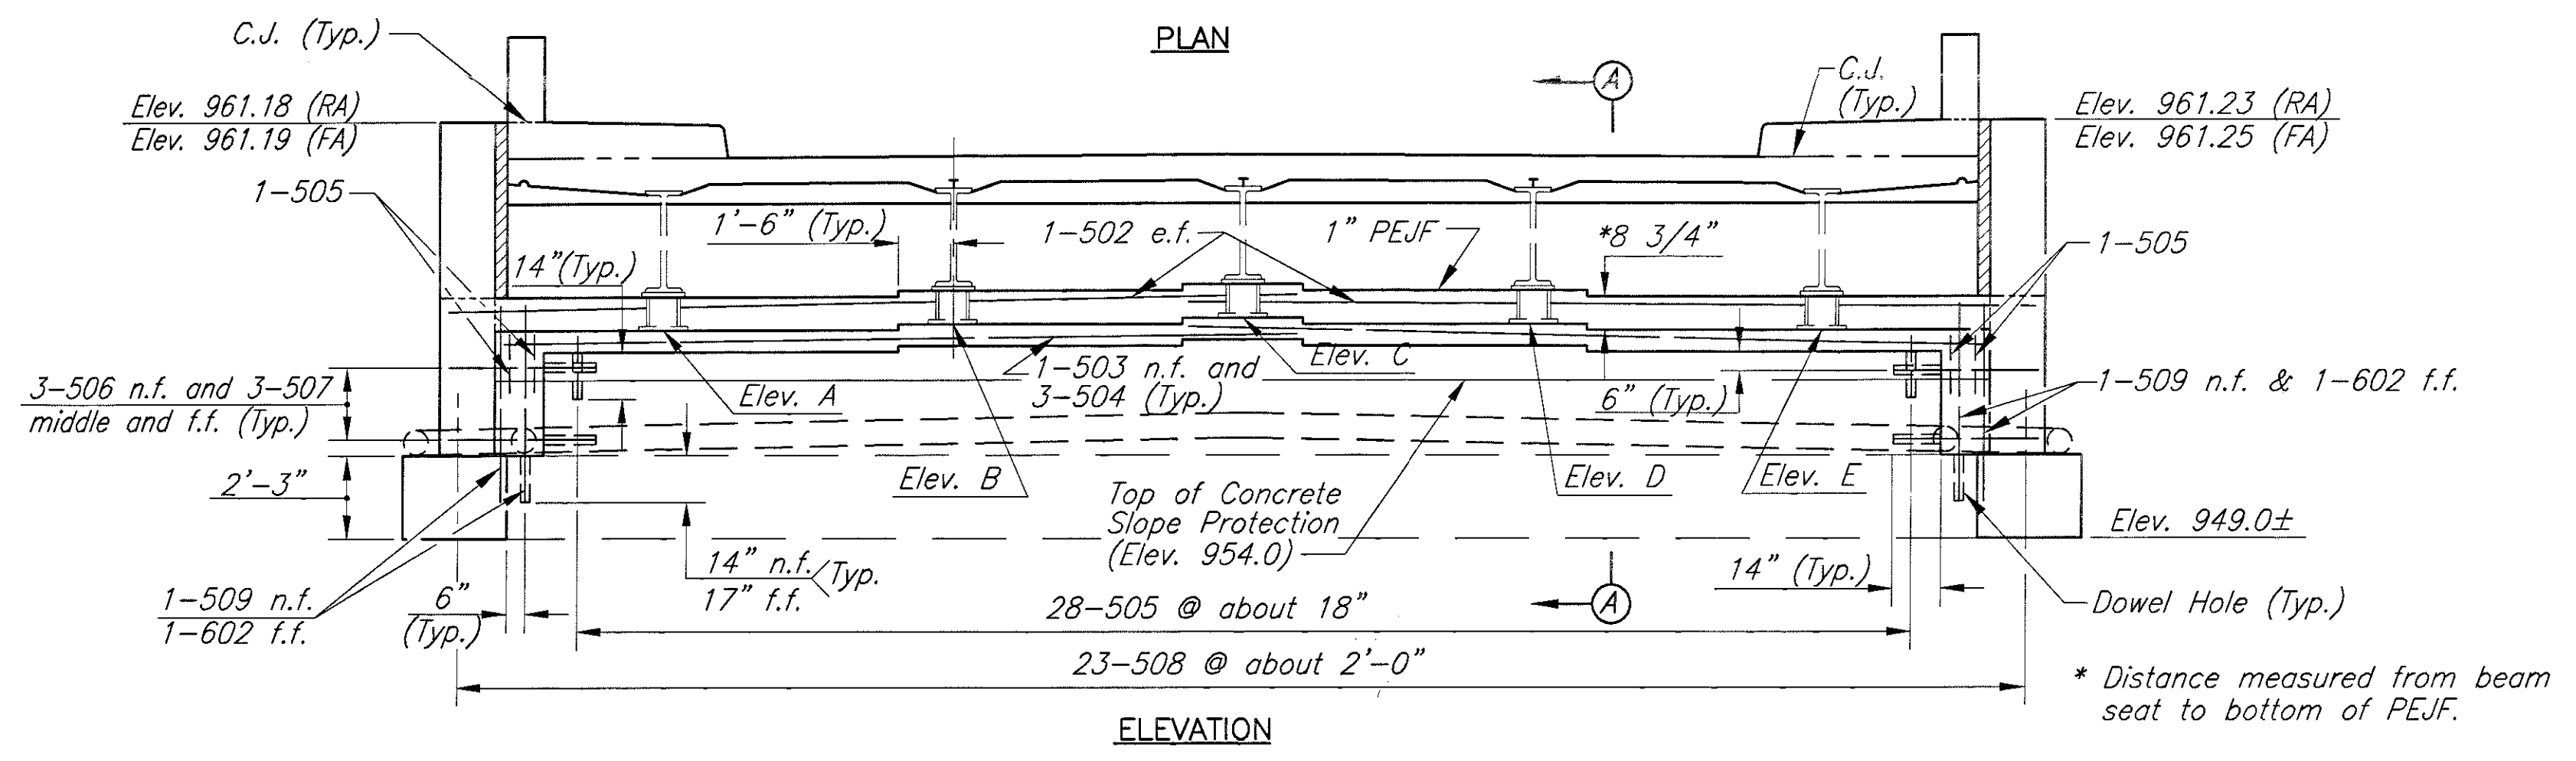 PLAN
C.J. (Typ.)
A
C.J.
(Typ.)
Elev. 961.18 (RA)
Elev. 961.19 (FA)
Elev. 961.23 (RA)
Elev. 961.25 (FA)
1-505
1'-6" (Typ.)
1-502 e.f.
1" PEJF
*8 3/4"
1-505
14"(Typ.)
Elev. C
1-503 n.f. and
3-504 (Typ.)
3-506 n.f. and 3-507
middle and f.f. (Typ.)
Elev. A
6" (Typ.)
1-509 n.f. & 1-602 f.f.
2'-3"
Elev. B
Elev. D
Elev. E
Top of Concrete
Slope Protection
(Elev. 954.0)
Elev. 949.0±
14" n.f.
17" f.f.
Typ.
14" (Typ.)
1-509 n.f.
1-602 f.f.
6"
(Typ.)
28-505 @ about 18"
A
Dowel Hole (Typ.)
23-508 @ about 2'-0"
* Distance measured from beam
seat to bottom of PEJF.
ELEVATION